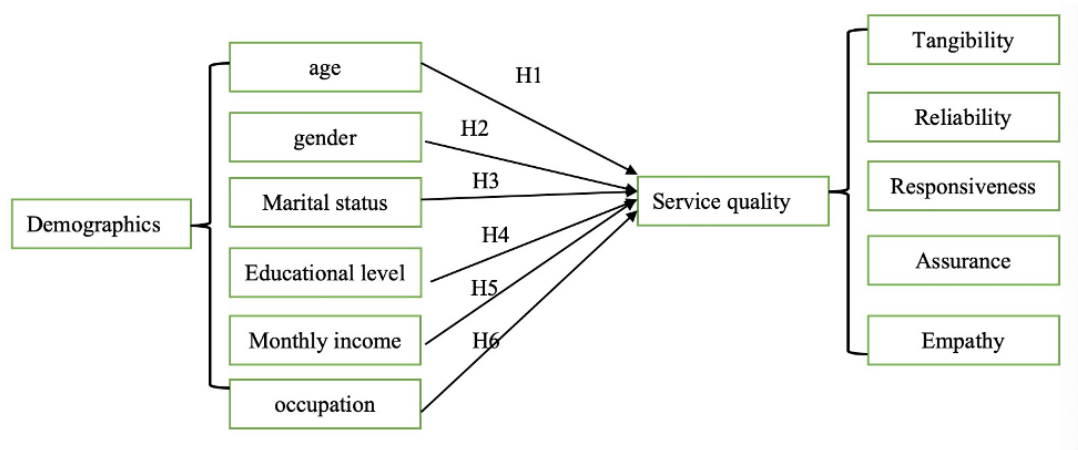 Demographics
age
gender
Marital status
Educational level
Monthly income
occupation
H1
H2
H3
H4
H5
H6
Service quality
Tangibility
Reliability
Responsiveness
Assurance
Empathy